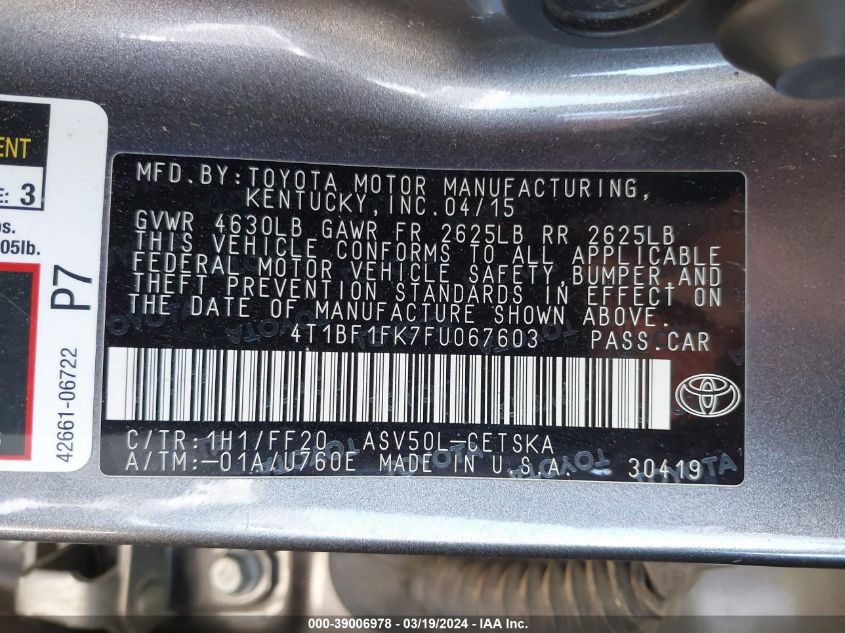 ENT
E: 3
os.
05lb.
P7
42661-06722
MFD.BY:TOYOTA MOTOR MANUFACTURING,
KENTUCKY,INC.04/15
GVWR 4630LB GAWR FR 2625LB RR 2625LB
THIS VEHICLE CONFORMS TO ALL APPLICABLE
FEDERAL MOTOR VEHICLE SAFETY,BUMPER,AND
THEFT PREVENTION STANDARDS IN EFFECT ON
THE DATE OF MANUFACTURE SHOWN ABOVE.
4T1BF1FK7FU067603 PASS.CAR
C/TR:1H1/FF20 ASV50L-CETSKA
A/TM:-01A/U760E MADE IN U.S.A. 30419
000-39006978 - 03/19/2024 - IAA Inc.